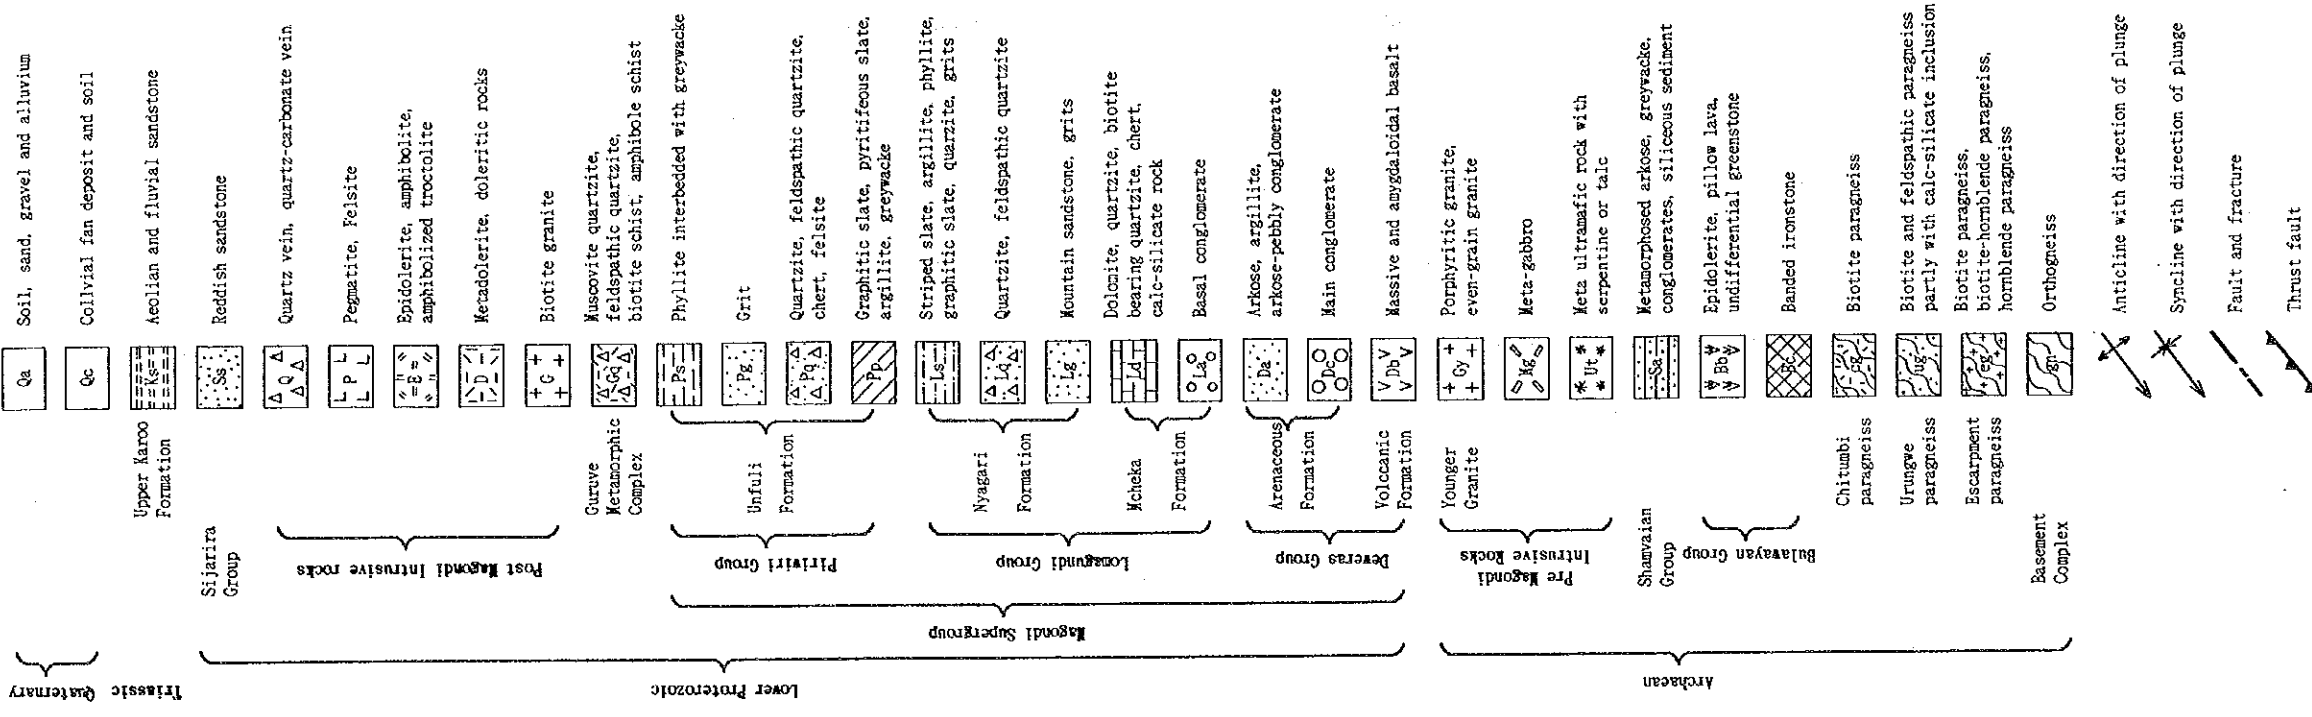 Quaternary
Qa Soil, sand, gravel and alluvium
Qc Collvial fan deposit and soil
Triassic
Upper Karoo
Formation
Ks Aeolian and fluvial sandstone
Lower Proterozoic
Sijarira
Group
Ss Reddish sandstone
Post Magondi Intrusive rocks
Q Quartz vein, quartz-carbonate vein
P Pegmatite, Felsite
E Epidolerite, amphibolite,
amphibolized troctolite
D Metadolerite, doleritic rocks
G Biotite granite
Guruve
Metamorphic
Complex
Gq Muscovite quartzite,
feldspathic quartzite,
biotite schist, amphibole schist
Magondi Supergroup
Piriwiri Group
Unfuli
Formation
Ps Phyllite interbedded with greywacke
Pg Grit
Pq Quartzite, feldspathic quartzite,
chert, felsite
Pp Graphitic slate, pyritifeous slate,
argillite, greywacke
Lomagundi Group
Nyagari
Formation
Ls Striped slate, argillite, phyllite,
graphitic slate, quarzite, grits
Lq Quartzite, feldspathic quartzite
Lg Mountain sandstone, grits
Mcheka
Formation
Ld Dolomite, quartzite, biotite
bearing quartzite, chert,
calc-silicate rock
La Basal conglomerate
Deweras Group
Arenaceous
Formation
Da Arkose, argillite,
arkose-pebbly conglomerate
Dc Main conglomerate
Volccanic
Formation
Db Massive and amygdaloidal basalt
Archaean
Pre Magondi
Intrusive Rocks
Younger
Granite
Gy Porphyritic granite,
even-grain granite
Mg Meta-gabbro
Ut Meta ultramafic rock with
serpentine or talc
Shamvaian
Group
Sa Metamorphosed arkose, greywacke,
conglomerates, siliceous sediment
Bulawayan Group
Bb Epidolerite, pillow lava,
undifferential greenstone
Bc Banded ironstone
Chitumbi
paragneiss
cg Biotite paragneiss
Urungwe
paragneiss
ug Biotite and feldspathic paragneiss
partly with calc-silicate inclusion
Escarpment
paragneiss
eg Biotite paragneiss,
biotite-hornblende paragneiss,
hornblende paragneiss
Basement
Complex
gn Orthogneiss
Anticline with direction of plunge
Syncline with direction of plunge
Fault and fracture
Thrust fault